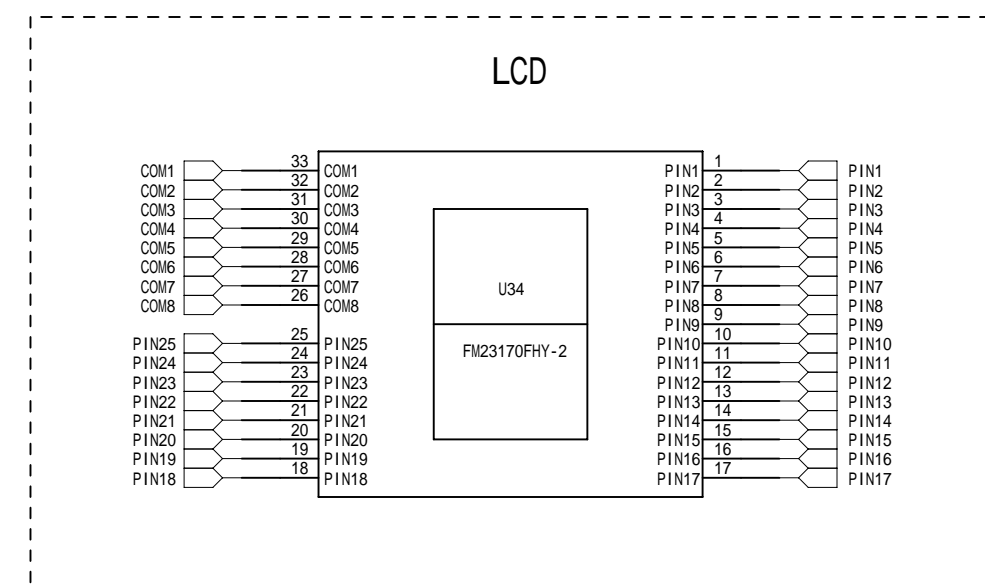 LCD
COM1 33 COM1 PIN1 1 PIN1
COM2 32 COM2 PIN2 2 PIN2
COM3 31 COM3 PIN3 3 PIN3
COM4 30 COM4 PIN4 4 PIN4
COM5 29 COM5 PIN5 5 PIN5
COM6 28 COM6 PIN6 6 PIN6
COM7 27 COM7 PIN7 7 PIN7
COM8 26 COM8 U34 PIN8 8 PIN8
PIN9 9 PIN9
PIN25 25 PIN25 FM23170FHY-2 PIN10 10 PIN10
PIN24 24 PIN24 PIN11 11 PIN11
PIN23 23 PIN23 PIN12 12 PIN12
PIN22 22 PIN22 PIN13 13 PIN13
PIN21 21 PIN21 PIN14 14 PIN14
PIN20 20 PIN20 PIN15 15 PIN15
PIN19 19 PIN19 PIN16 16 PIN16
PIN18 18 PIN18 PIN17 17 PIN17